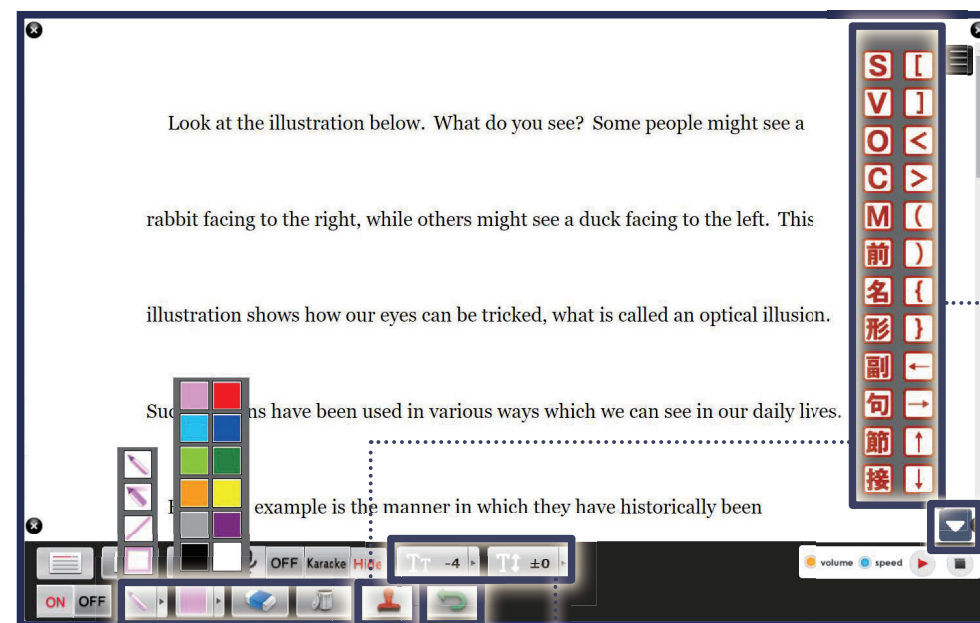 Look at the illustration below. What do you see? Some people might see a
rabbit facing to the right, while others might see a duck facing to the left. This
illustration shows how our eyes can be tricked, what is called an optical illusion.
have been used in various ways which we can see in our daily lives.
example is the manner in which they have historically been
S [
V ]
O <
C >
M (
前 )
名 {
形 }
副 ←
句 →
節 ↑
接 ↓
OFF Karaoke Hide TT -4 T ±0
volume speed
ON OFF